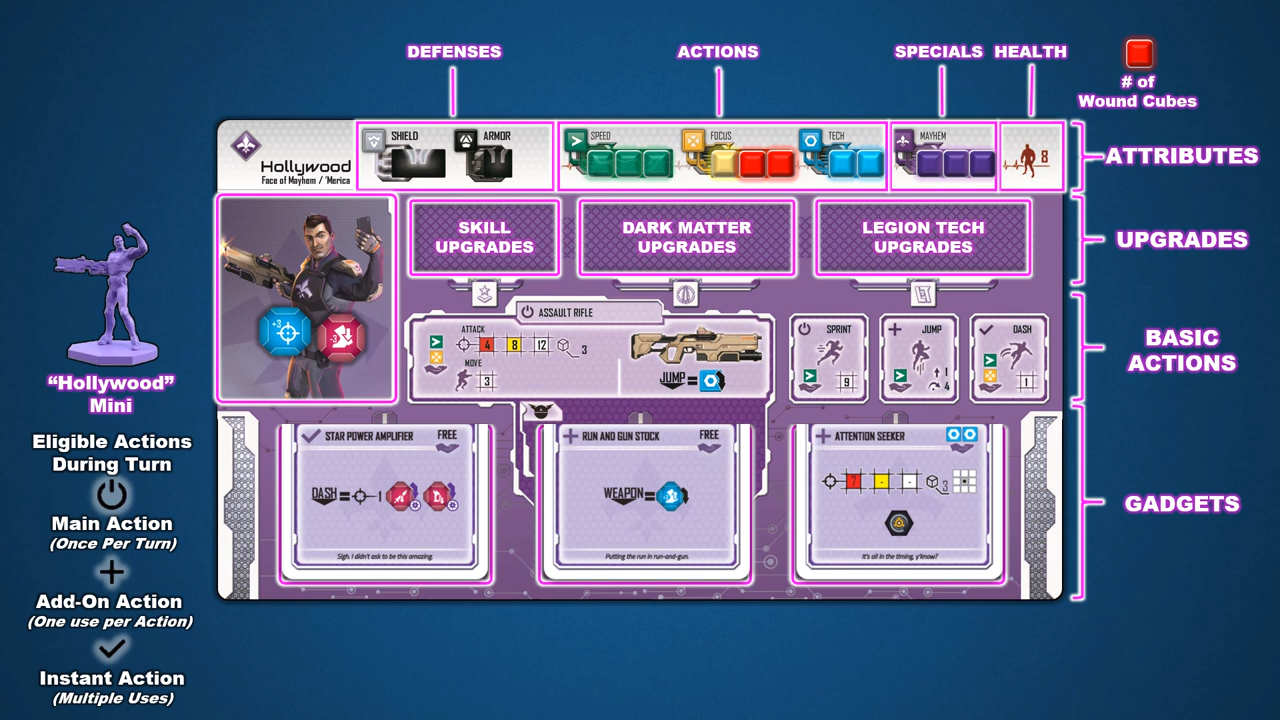 DEFENSES
ACTIONS
SPECIALS
HEALTH
# of
Wound Cubes
Hollywood
Face of Mayhem / 'Merica
SHIELD
ARMOR
SPEED
FOCUS
TECH
MAYHEM
8
ATTRIBUTES
SKILL
UPGRADES
DARK MATTER
UPGRADES
LEGION TECH
UPGRADES
UPGRADES
+3
-3
ASSAULT RIFLE
ATTACK
4 8 12 3
MOVE
3
JUMP =
SPRINT
9
JUMP
1
4
DASH
1
BASIC
ACTIONS
"Hollywood"
Mini
Eligible Actions
During Turn
Main Action
(Once Per Turn)
Add-On Action
(One use per Action)
Instant Action
(Multiple Uses)
STAR POWER AMPLIFIER FREE
DASH = -1
Sigh. I didn't ask to be this amazing.
RUN AND GUN STOCK FREE
WEAPON =
Putting the run in run-and-gun.
ATTENTION SEEKER
7 - - 3
It's all in the timing, y'know?
GADGETS